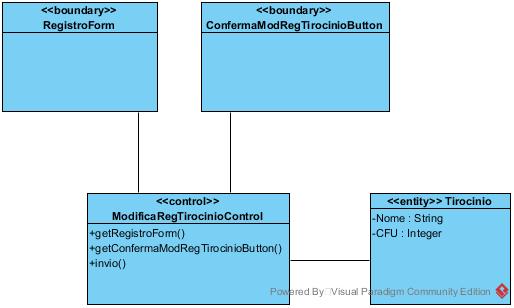 <<boundary>>
RegistroForm
<<boundary>>
ConfermaModRegTirocinioButton
<<control>>
ModificaRegTirocinioControl
+getRegistroForm()
+getConfermaModRegTirocinioButton()
+invio()
<<entity>> Tirocinio
-Nome : String
-CFU : Integer
Powered By Visual Paradigm Community Edition